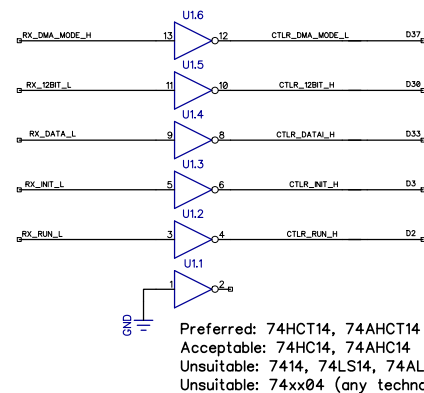 U1.6
RX_DMA_MODE_H 13 12 CTLR_DMA_MODE_L D37
U1.5
RX_12BIT_L 11 10 CTLR_12BIT_H D30
U1.4
RX_DATA_L 9 8 CTLR_DATAI_H D33
U1.3
RX_INIT_L 5 6 CTLR_INIT_H D3
U1.2
RX_RUN_L 3 4 CTLR_RUN_H D2
U1.1
1 2
GND
Preferred: 74HCT14, 74AHCT14
Acceptable: 74HC14, 74AHC14
Unsuitable: 7414, 74LS14, 74AL
Unsuitable: 74xx04 (any techno